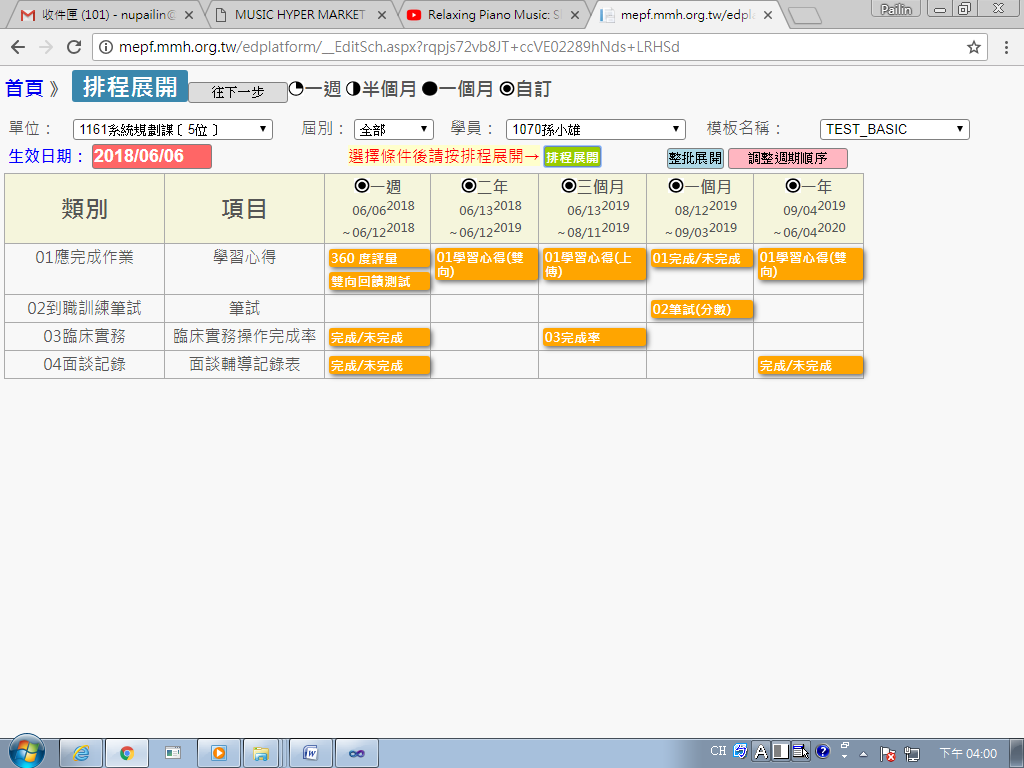 收件匣 (101) - nupailin@
MUSIC HYPER MARKET
Relaxing Piano Music: S
mepf.mmh.org.tw/edpl
Pailin
mepf.mmh.org.tw/edplatform/__EditSch.aspx?rqpjs72vb8JT+ccVE02289hNds+LRHSd
首頁 》 排程展開 往下一步 一週 半個月 一個月 自訂
單位： 1161系統規劃課〔 5位 〕 屆別： 全部 學員： 1070孫小雄 模板名稱： TEST_BASIC
生效日期： 2018/06/06 選擇條件後請按排程展開→ 排程展開 整批展開 調整週期順序
類別 項目 一週 二年 三個月 一個月 一年
06/06 2018 06/13 2018 06/13 2019 08/12 2019 09/04 2019
~06/12 2018 ~06/12 2019 ~08/11 2019 ~09/03 2019 ~06/04 2020
01應完成作業 學習心得 360 度評量 01學習心得(雙向) 01學習心得(上傳) 01完成/未完成 01學習心得(雙向)
雙向回饋測試
02到職訓練筆試 筆試 02筆試(分數)
03臨床實務 臨床實務操作完成率 完成/未完成 03完成率
04面談記錄 面談輔導記錄表 完成/未完成 完成/未完成
CH A 下午 04:00